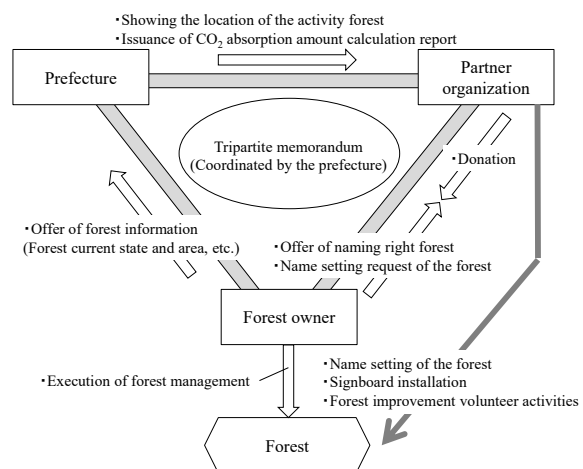 ・Showing the location of the activity forest
・Issuance of CO₂ absorption amount calculation report
Prefecture
Partner
organization
Tripartite memorandum
(Coordinated by the prefecture)
・Donation
・Offer of forest information
(Forest current state and area, etc.)
・Offer of naming right forest
・Name setting request of the forest
Forest owner
・Execution of forest management
・Name setting of the forest
・Signboard installation
・Forest improvement volunteer activities
Forest